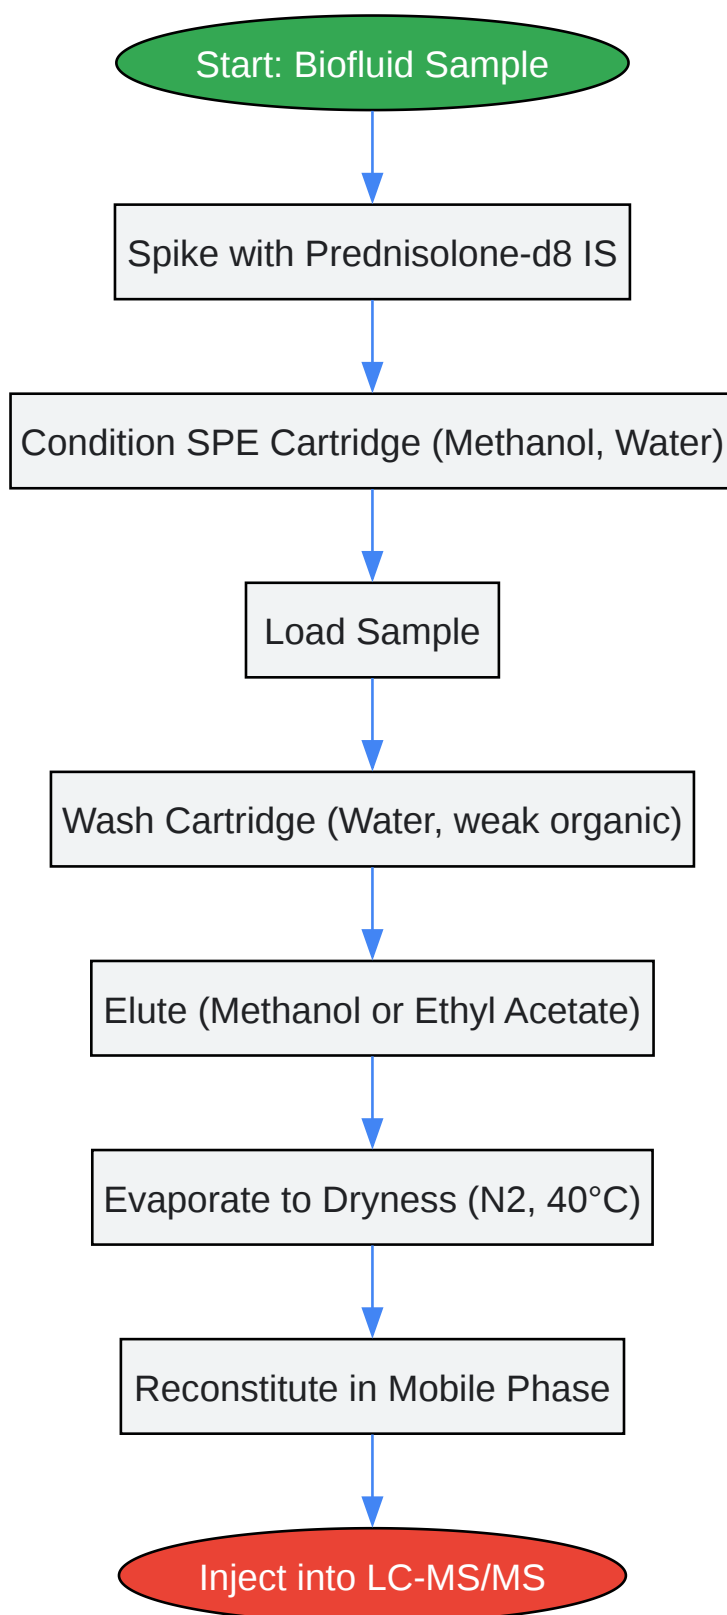 Start: Biofluid Sample
Spike with Prednisolone-d8 IS
Condition SPE Cartridge (Methanol, Water)
Load Sample
Wash Cartridge (Water, weak organic)
Elute (Methanol or Ethyl Acetate)
Evaporate to Dryness (N2, 40°C)
Reconstitute in Mobile Phase
Inject into LC-MS/MS